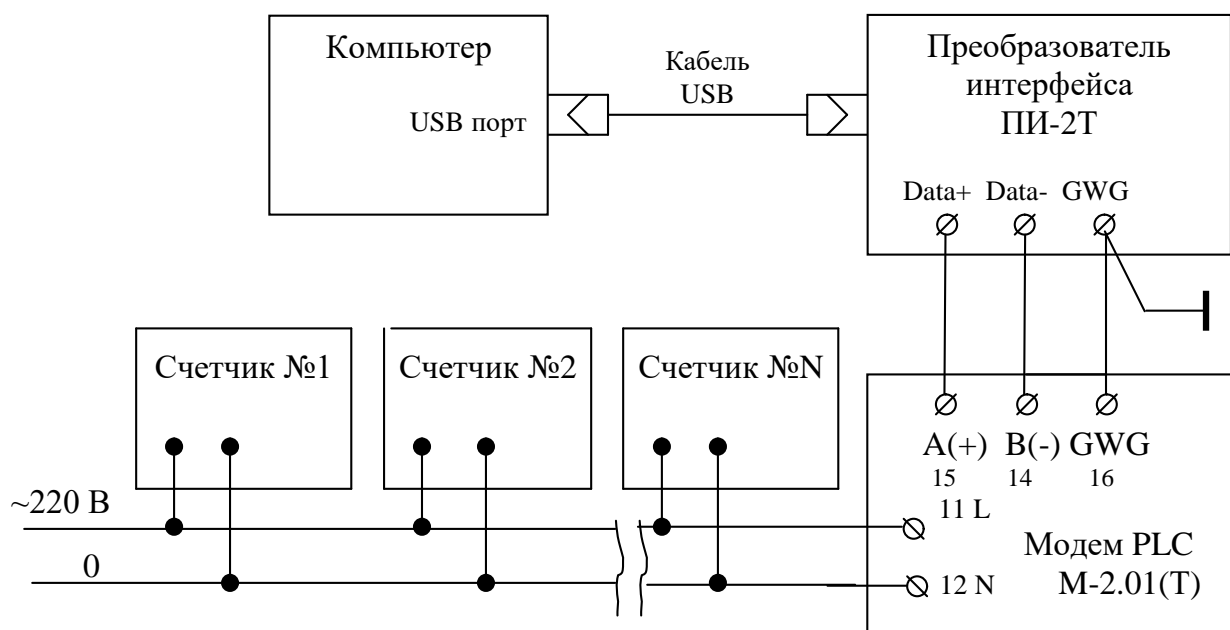 Компьютер
USB порт
Кабель
USB
Преобразователь
интерфейса
ПИ-2Т
Data+ Data- GWG
Счетчик №1
Счетчик №2
Счетчик №N
~220 В
0
A(+) B(-) GWG
15 14 16
11 L
12 N
Модем PLC
М-2.01(Т)